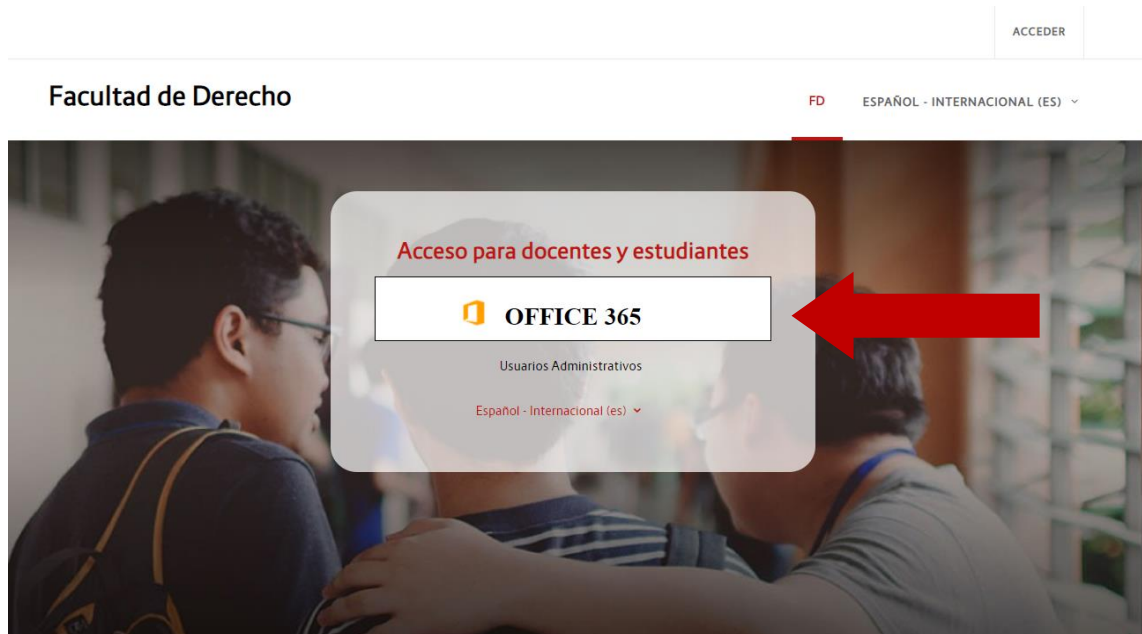 ACCEDER
Facultad de Derecho
FD ESPAÑOL - INTERNACIONAL (ES)
Acceso para docentes y estudiantes
OFFICE 365
Usuarios Administrativos
Español - Internacional (es)